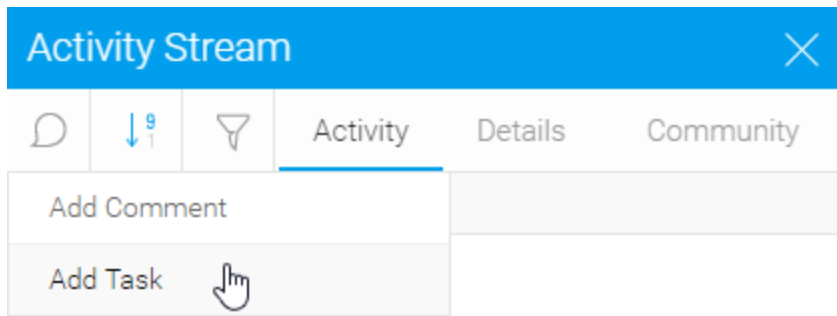 Activity Stream
9
1
Activity Details Community
Add Comment
Add Task